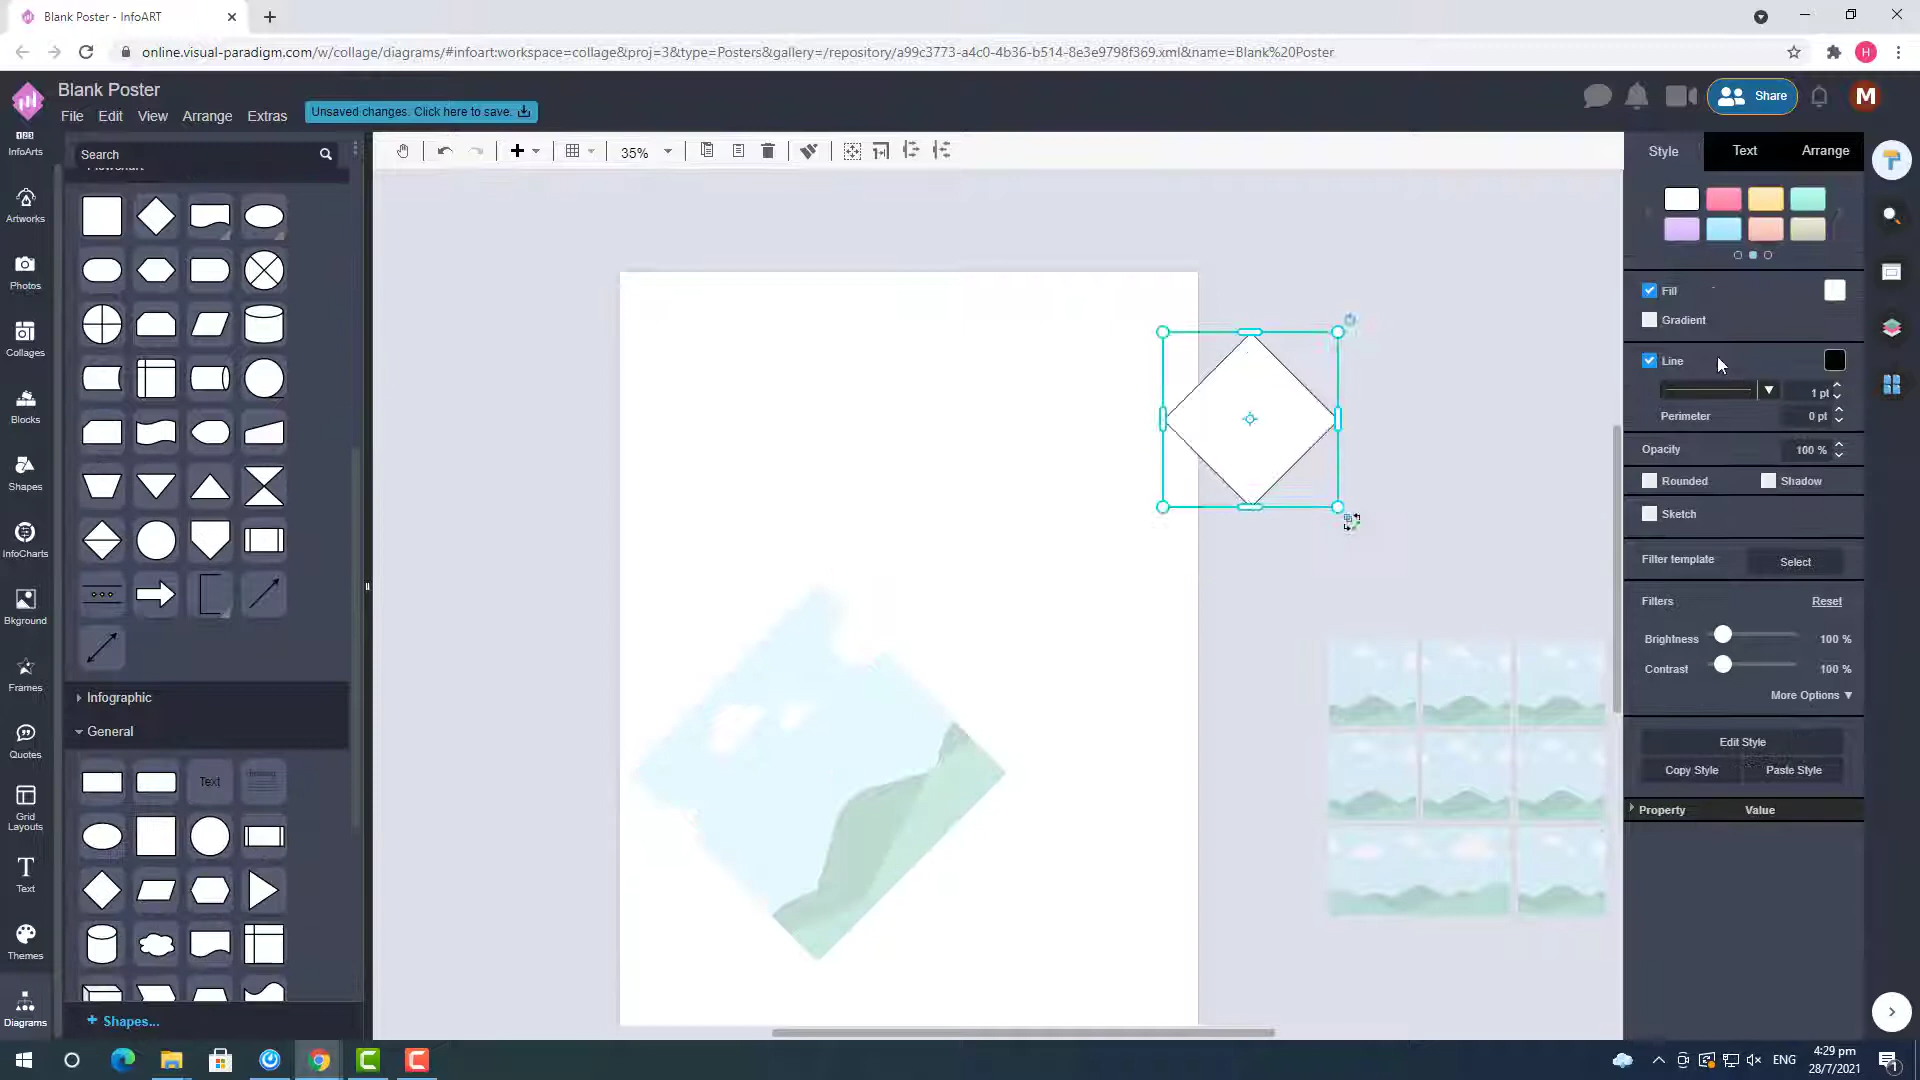 Blank Poster - InfoART
online.visual-paradigm.com/w/collage/diagrams/#infoart:workspace=collage&proj=3&type=Posters&gallery=/repository/a99c3773-a4c0-4b36-b514-8e3e9798f369.xml&name=Blank%20Poster
H
Blank Poster
File Edit View Arrange Extras
Unsaved changes. Click here to save.
Share
M
InfoArts
Artworks
Photos
Collages
Blocks
Shapes
InfoCharts
Bkground
Frames
Quotes
Grid
Layouts
Text
Themes
Diagrams
Search
Flowchart
Infographic
General
Text
Heading
+ Shapes...
35%
Style Text Arrange
Fill
Gradient
Line
1 pt
Perimeter 0 pt
Opacity 100 %
Rounded Shadow
Sketch
Filter template Select
Filters Reset
Brightness 100 %
Contrast 100 %
More Options ▼
Edit Style
Copy Style Paste Style
Property Value
ENG
4:29 pm
28/7/2021
1